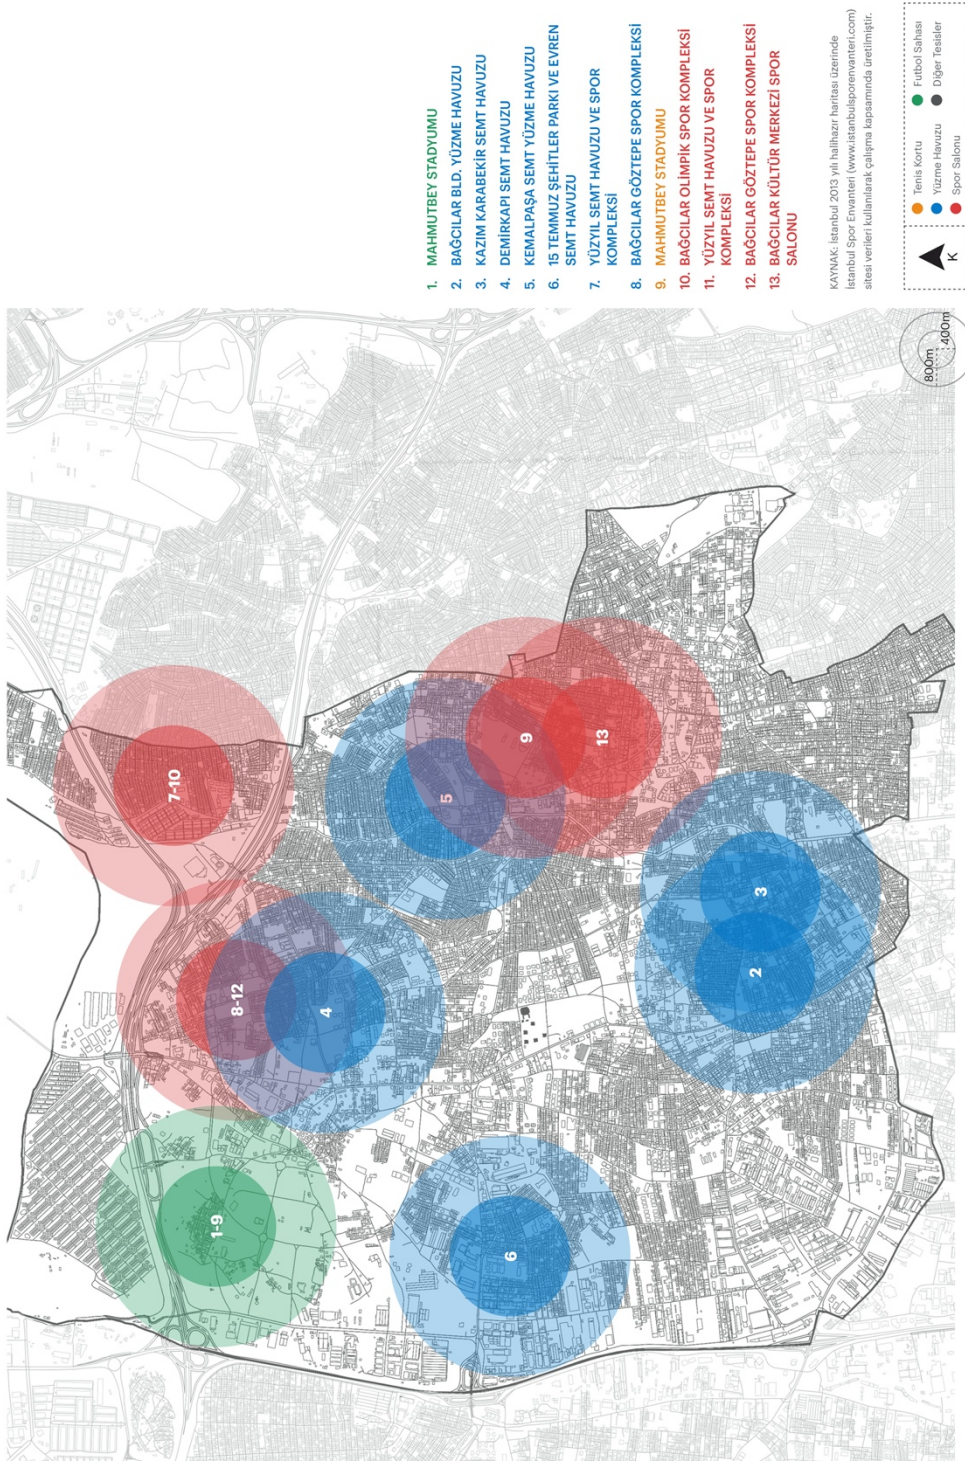 1. MAHMUTBEY STADYUMU
2. BAĞCILAR BLD. YÜZME HAVUZU
3. KAZIM KARABEKİR SEMT HAVUZU
4. DEMİRKAPI SEMT HAVUZU
5. KEMALPAŞA SEMT YÜZME HAVUZU
6. 15 TEMMUZ ŞEHİTLER PARKI VE EVREN
SEMT HAVUZU
7. YÜZYIL SEMT HAVUZU VE SPOR
KOMPLEKSİ
8. BAĞCILAR GÖZTEPE SPOR KOMPLEKSİ
9. MAHMUTBEY STADYUMU
10. BAĞCILAR OLİMPİK SPOR KOMPLEKSİ
11. YÜZYIL SEMT HAVUZU VE SPOR
KOMPLEKSİ
12. BAĞCILAR GÖZTEPE SPOR KOMPLEKSİ
13. BAĞCILAR KÜLTÜR MERKEZİ SPOR
SALONU
KAYNAK: İstanbul 2013 yılı halihazır haritası üzerinde
İstanbul Spor Envanteri (www.istanbulsporenvanteri.com)
sitesi verileri kullanılarak çalışma kapsamında üretilmiştir.
K
Tenis Kortu
Yüzme Havuzu
Spor Salonu
Futbol Sahası
Diğer Tesisler
800m
400m
1-9
8-12
7-10
4
5
6
9
13
2
3